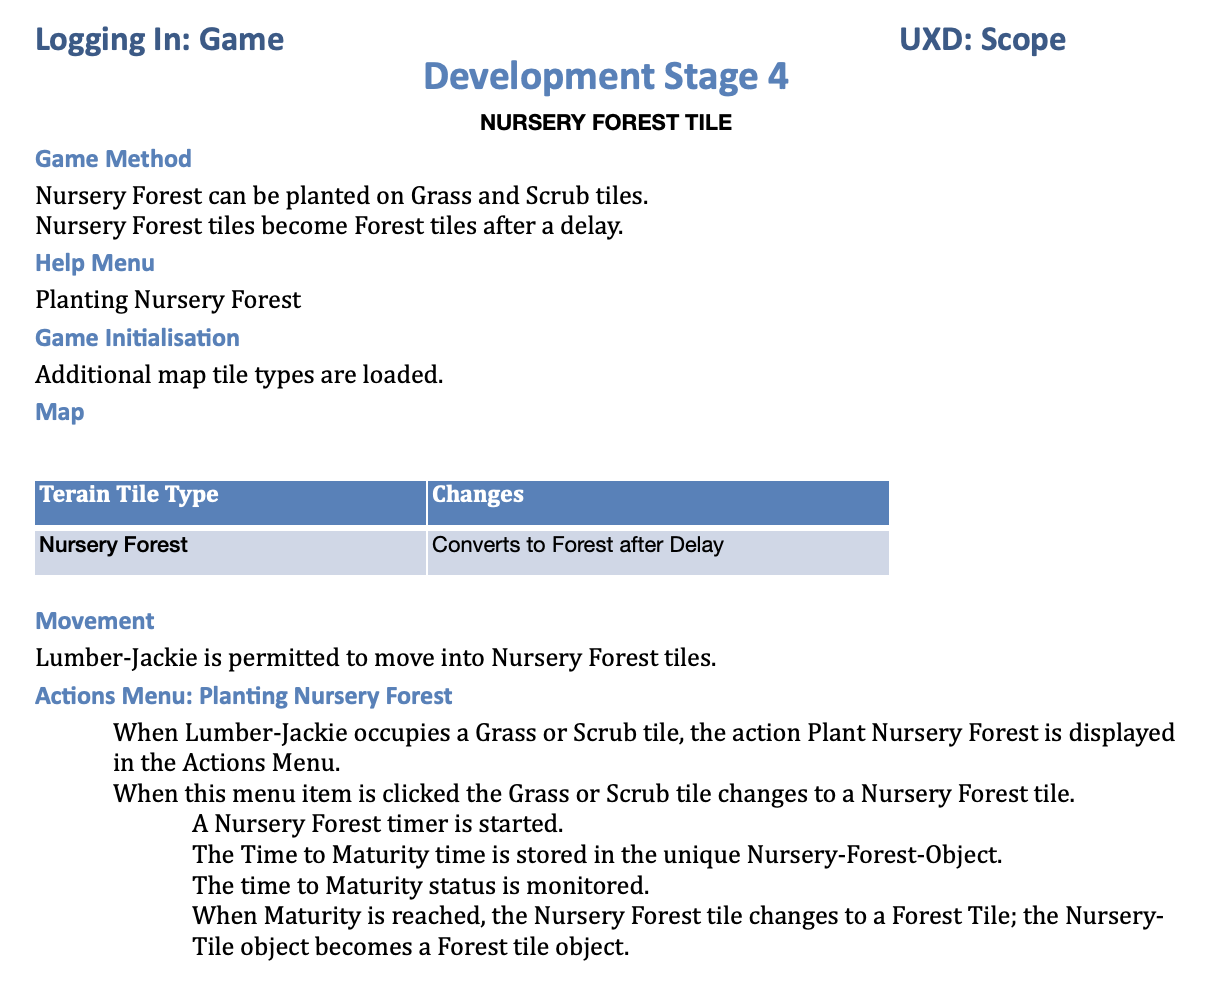 Logging In: Game UXD: Scope
Development Stage 4
NURSERY FOREST TILE
Game Method
Nursery Forest can be planted on Grass and Scrub tiles.
Nursery Forest tiles become Forest tiles after a delay.
Help Menu
Planting Nursery Forest
Game Initialisation
Additional map tile types are loaded.
Map
Terain Tile Type Changes
Nursery Forest Converts to Forest after Delay
Movement
Lumber-Jackie is permitted to move into Nursery Forest tiles.
Actions Menu: Planting Nursery Forest
When Lumber-Jackie occupies a Grass or Scrub tile, the action Plant Nursery Forest is displayed
in the Actions Menu.
When this menu item is clicked the Grass or Scrub tile changes to a Nursery Forest tile.
A Nursery Forest timer is started.
The Time to Maturity time is stored in the unique Nursery-Forest-Object.
The time to Maturity status is monitored.
When Maturity is reached, the Nursery Forest tile changes to a Forest Tile; the Nursery-
Tile object becomes a Forest tile object.